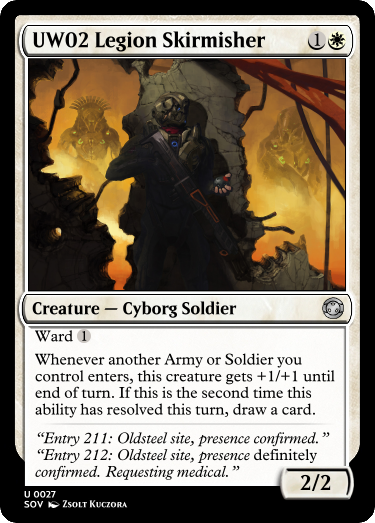 UW02 Legion Skirmisher 1
Creature — Cyborg Soldier
Ward 1
Whenever another Army or Soldier you
control enters, this creature gets +1/+1 until
end of turn. If this is the second time this
ability has resolved this turn, draw a card.
“Entry 211: Oldsteel site, presence confirmed.”
“Entry 212: Oldsteel site, presence definitely
confirmed. Requesting medical.”
2/2
U 0027
SOV Zsolt Kuczora